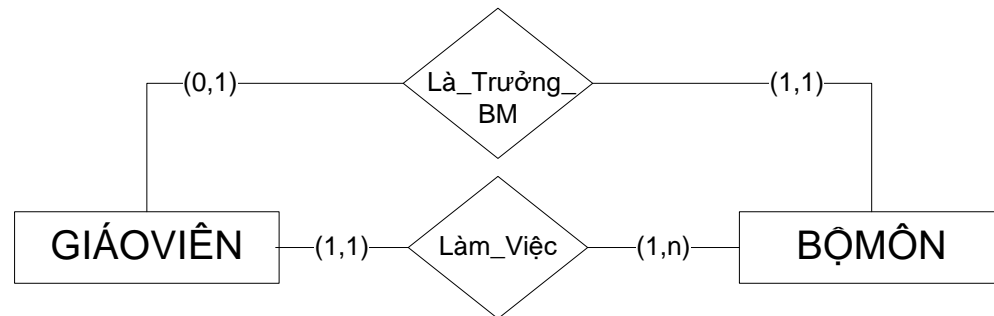 (0,1)
Là_Trưởng_
BM
(1,1)
GIÁOVIÊN
(1,1)
Làm_Việc
(1,n)
BỘMÔN